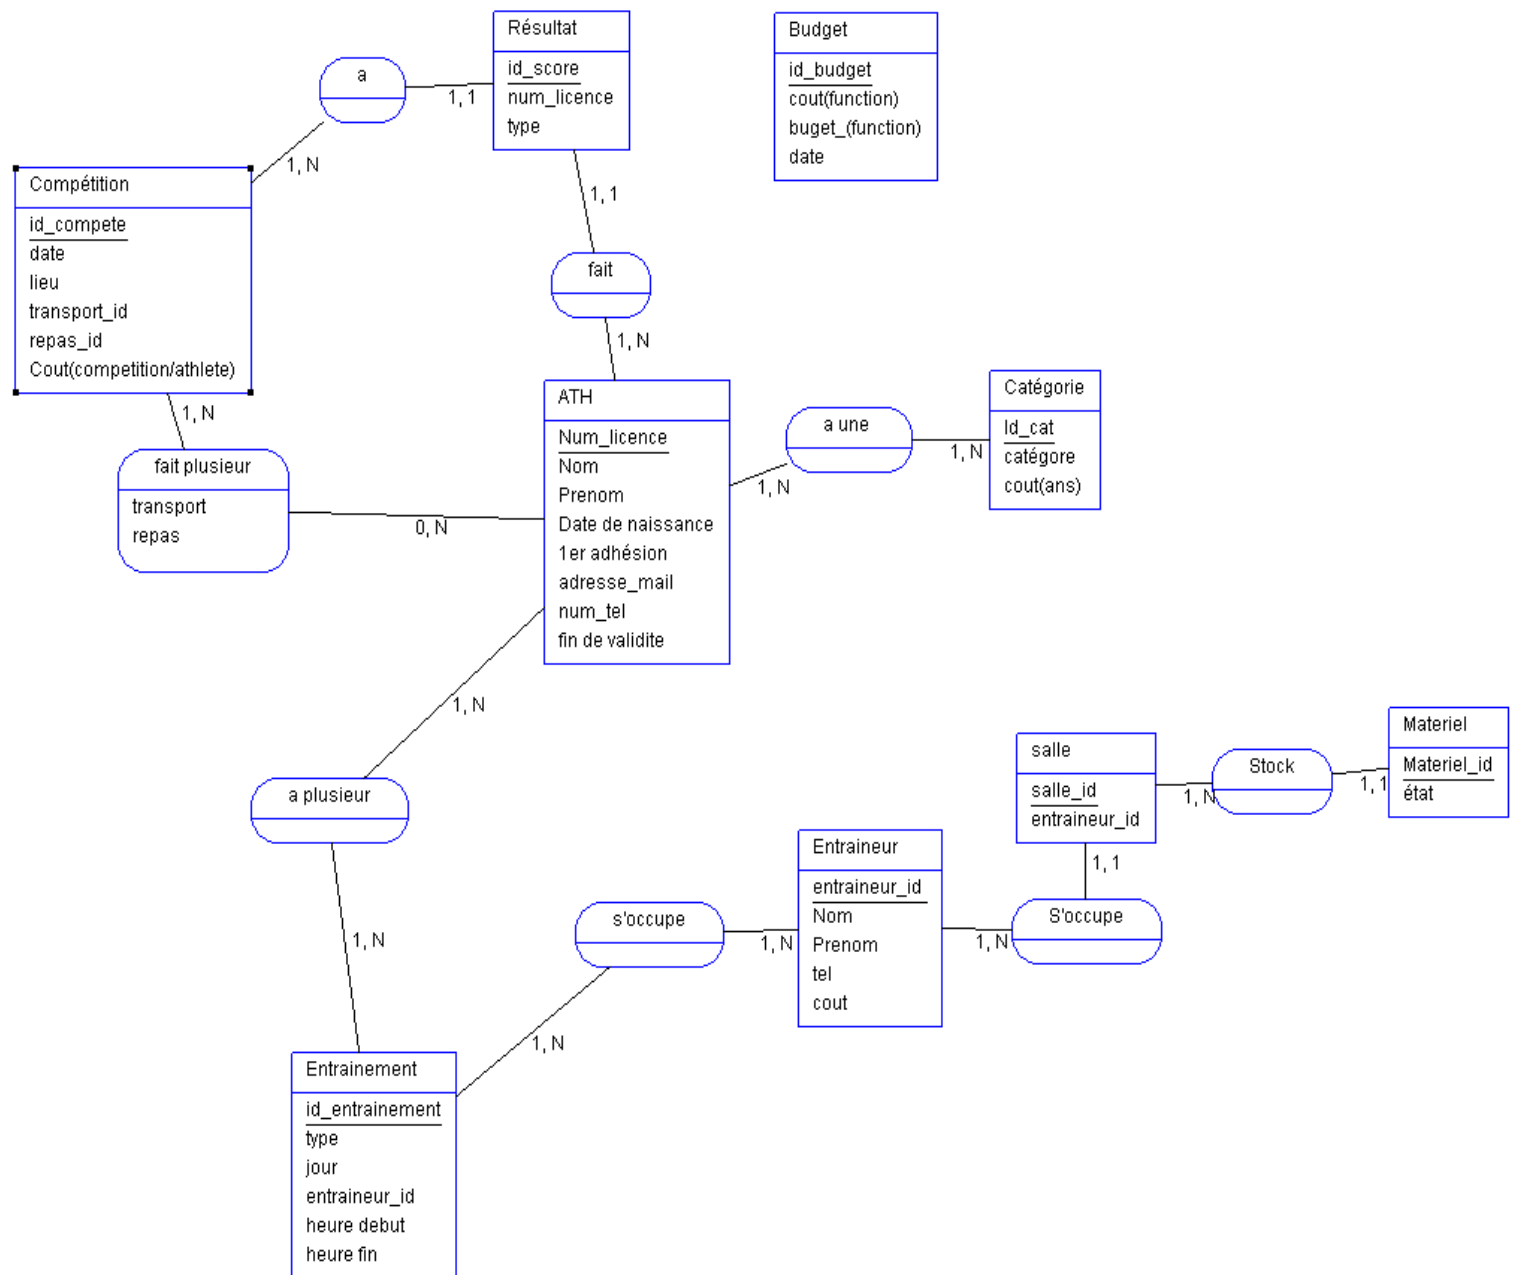 Résultat
id_score
num_licence
type
Budget
id_budget
cout(function)
buget_(function)
date
a
1, 1
1, N
Compétition
id_compete
date
lieu
transport_id
repas_id
Cout(competition/athlete)
1, 1
fait
1, N
1, N
fait plusieur
transport
repas
0, N
ATH
Num_licence
Nom
Prenom
Date de naissance
1er adhésion
adresse_mail
num_tel
fin de validite
a une
1, N
1, N
Catégorie
Id_cat
catégore
cout(ans)
1, N
a plusieur
1, N
salle
salle_id
entraineur_id
Stock
1, N
1, 1
Materiel
Materiel_id
état
1, 1
Entraineur
entraineur_id
Nom
Prenom
tel
cout
s'occupe
1, N
1, N
S'occupe
1, N
Entrainement
id_entrainement
type
jour
entraineur_id
heure debut
heure fin